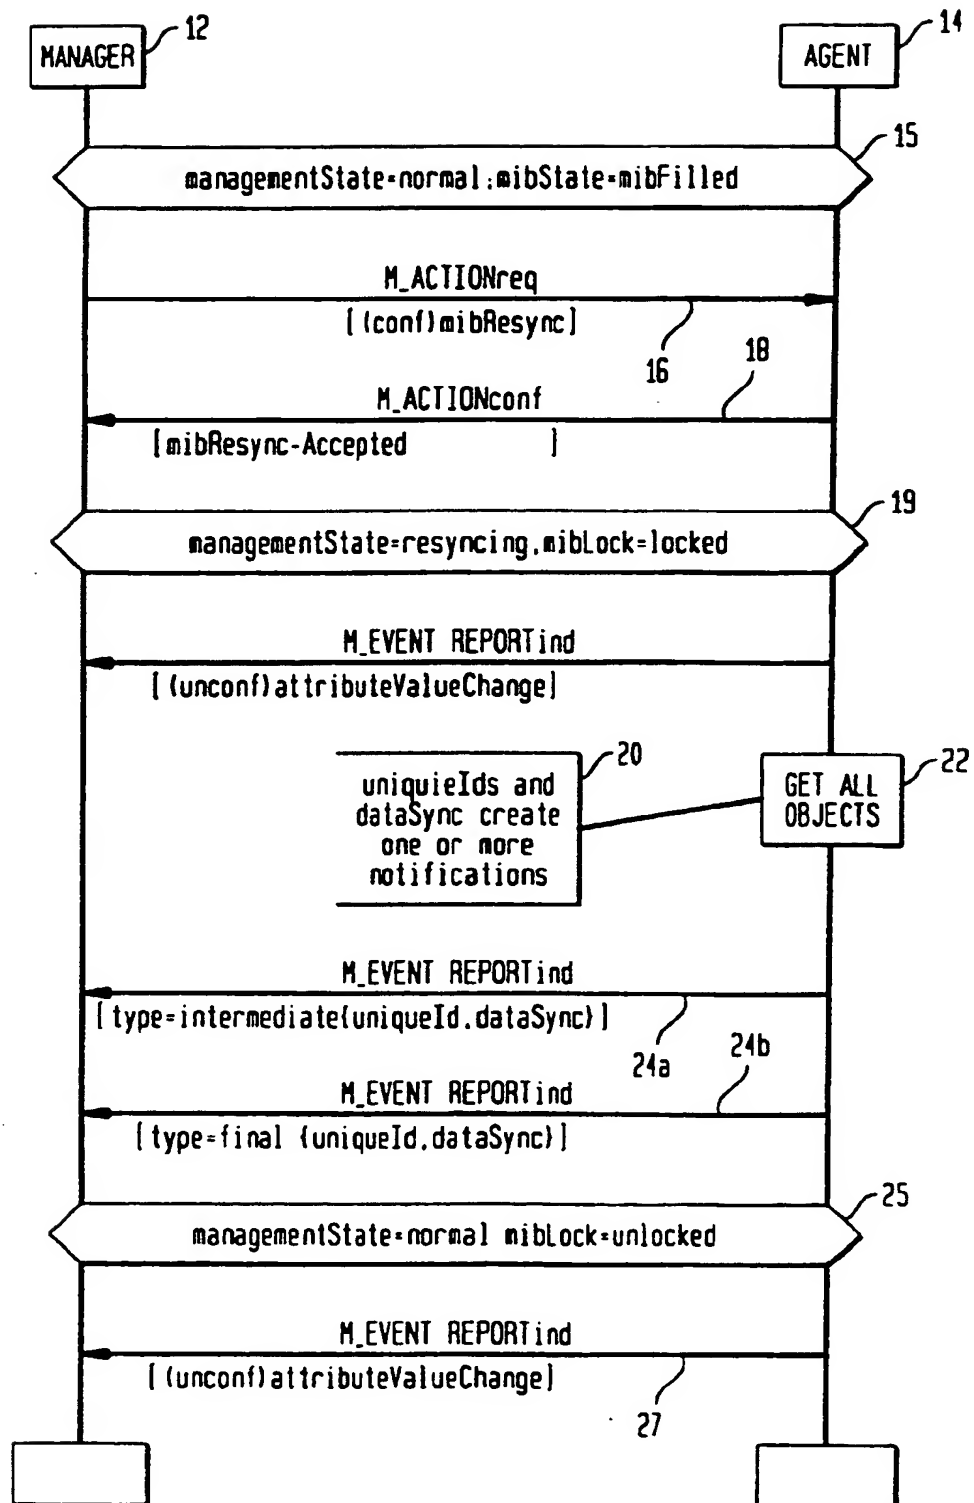 MANAGER
12
AGENT
14
15
managementState=normal;mibState=mibFilled
M_ACTIONreq
[(conf)mibResync]
16
18
M_ACTIONconf
[mibResync-Accepted ]
19
managementState=resyncing,mibLock=locked
M_EVENT REPORTind
[(unconf)attributeValueChange]
20
uniquieIds and
dataSync create
one or more
notifications
22
GET ALL
OBJECTS
M_EVENT REPORTind
[type=intermediate{uniqueId,dataSync}]
24a
24b
M_EVENT REPORTind
[type=final {uniqueId,dataSync}]
25
managementState=normal mibLock=unlocked
M_EVENT REPORTind
[(unconf)attributeValueChange]
27